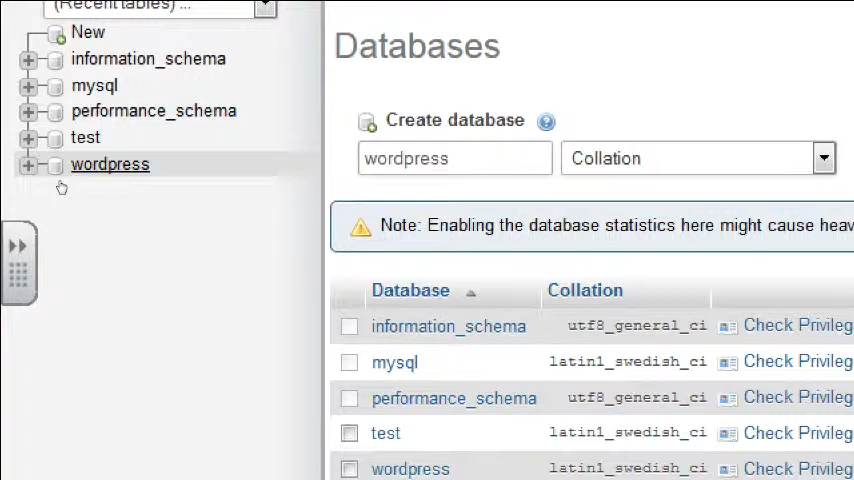 (Recent tables) ...
New
information_schema
mysql
performance_schema
test
wordpress
Databases
Create database
wordpress
Collation
Note: Enabling the database statistics here might cause heav
Database
Collation
information_schema utf8_general_ci Check Privileg
mysql latin1_swedish_ci Check Privileg
performance_schema utf8_general_ci Check Privileg
test latin1_swedish_ci Check Privileg
wordpress latin1_swedish_ci Check Privileg